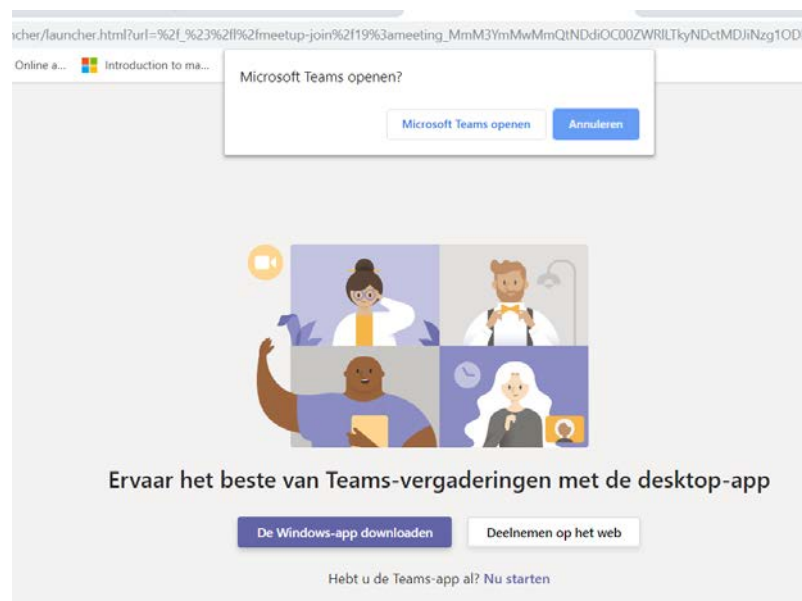 ncher/launcher.html?url=%2f_%23%2fl%2fmeetup-join%2f19%3ameeting_MmM3YmMwMmQtNDdiOC00ZWRlLTkyNDctMDJiNzg1OD
Online a... Introduction to ma...
Microsoft Teams openen?
Microsoft Teams openen Annuleren
Ervaar het beste van Teams-vergaderingen met de desktop-app
De Windows-app downloaden Deelnemen op het web
Hebt u de Teams-app al? Nu starten